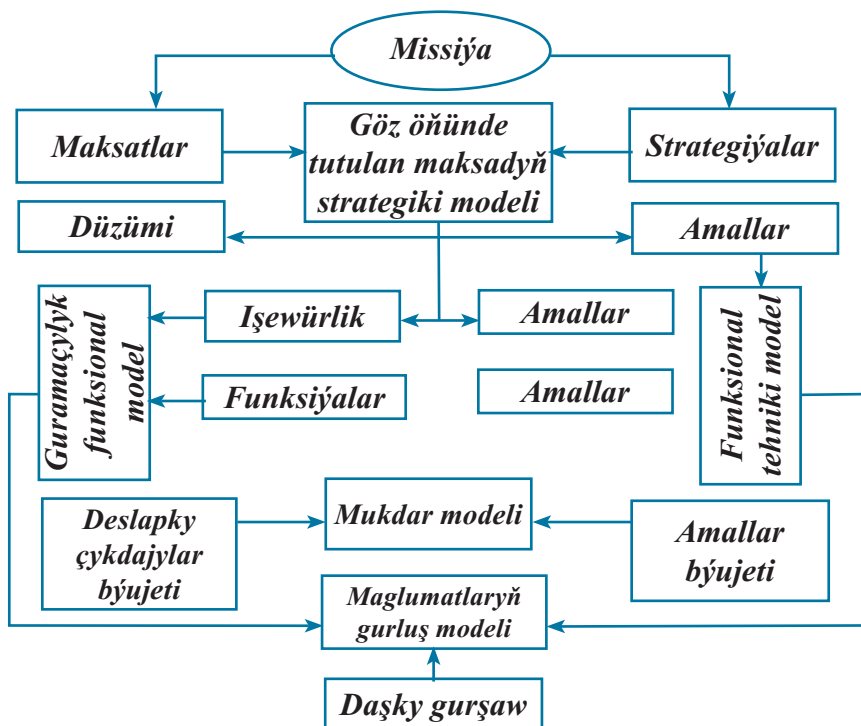 Missiýa
Maksatlar
Göz öňünde
tutulan maksadyň
strategiki modeli
Strategiýalar
Düzümi
Amallar
Guramaçylyk
funksional
model
Işewürlik
Amallar
Funksional
tehniki model
Funksiýalar
Amallar
Deslapky
çykdajylar
býujeti
Mukdar modeli
Amallar
býujeti
Maglumatlaryň
gurluş modeli
Daşky gurşaw